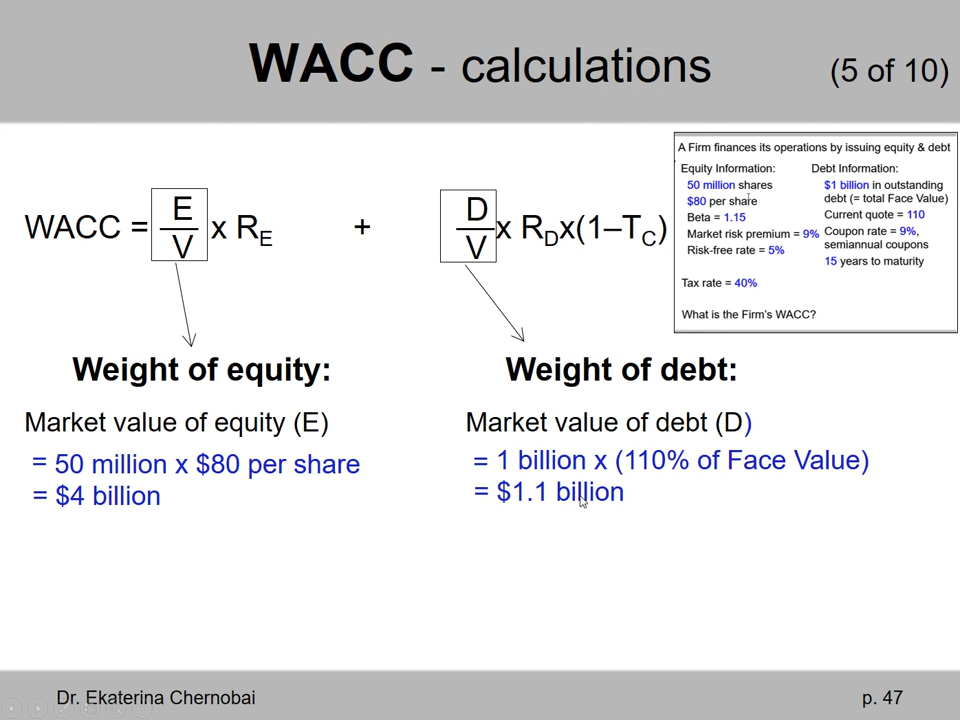 WACC - calculations (5 of 10)
A Firm finances its operations by issuing equity & debt
Equity Information:
50 million shares
$80 per share
Beta = 1.15
Market risk premium = 9%
Risk-free rate = 5%
Tax rate = 40%
What is the Firm's WACC?
Debt Information:
$1 billion in outstanding
debt (= total Face Value)
Current quote = 110
Coupon rate = 9%,
semiannual coupons
15 years to maturity
WACC = E/V x RE + D/V x RD x(1–TC)
Weight of equity:
Market value of equity (E)
= 50 million x $80 per share
= $4 billion
Weight of debt:
Market value of debt (D)
= 1 billion x (110% of Face Value)
= $1.1 billion
Dr. Ekaterina Chernobai
p. 47